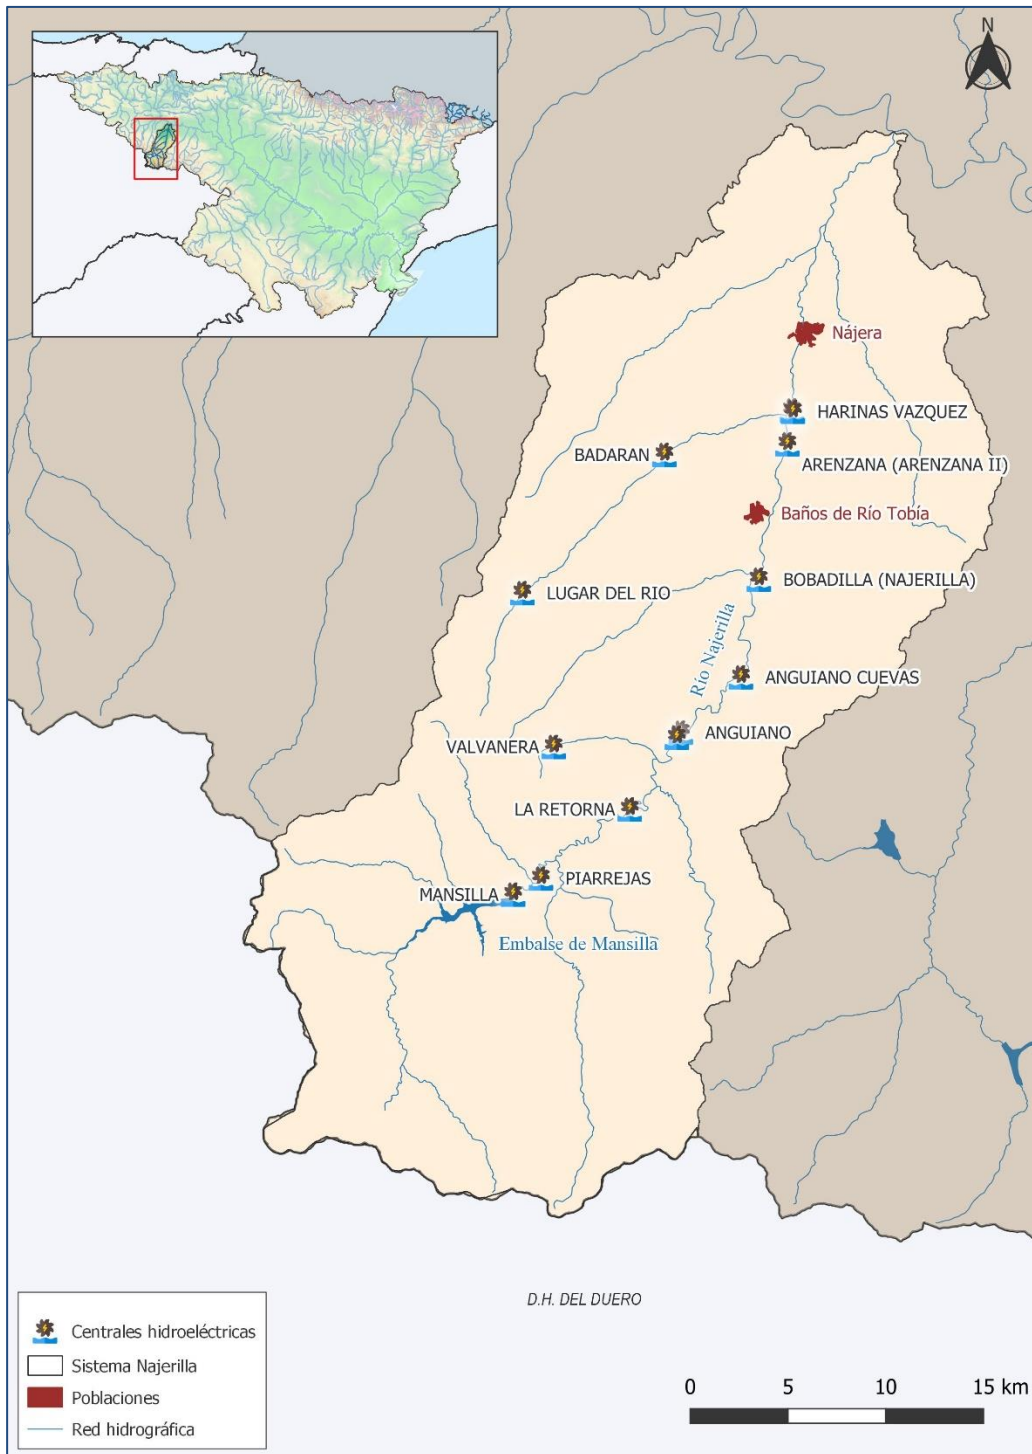 N
Nájera
HARINAS VAZQUEZ
BADARAN
ARENZANA (ARENZANA II)
Baños de Río Tobía
BOBADILLA (NAJERILLA)
LUGAR DEL RIO
Río Najerilla
ANGUIANO CUEVAS
ANGUIANO
VALVANERA
LA RETORNA
PIARREJAS
MANSILLA
Embalse de Mansilla
D.H. DEL DUERO
Centrales hidroeléctricas
Sistema Najerilla
Poblaciones
Red hidrográfica
0 5 10 15 km